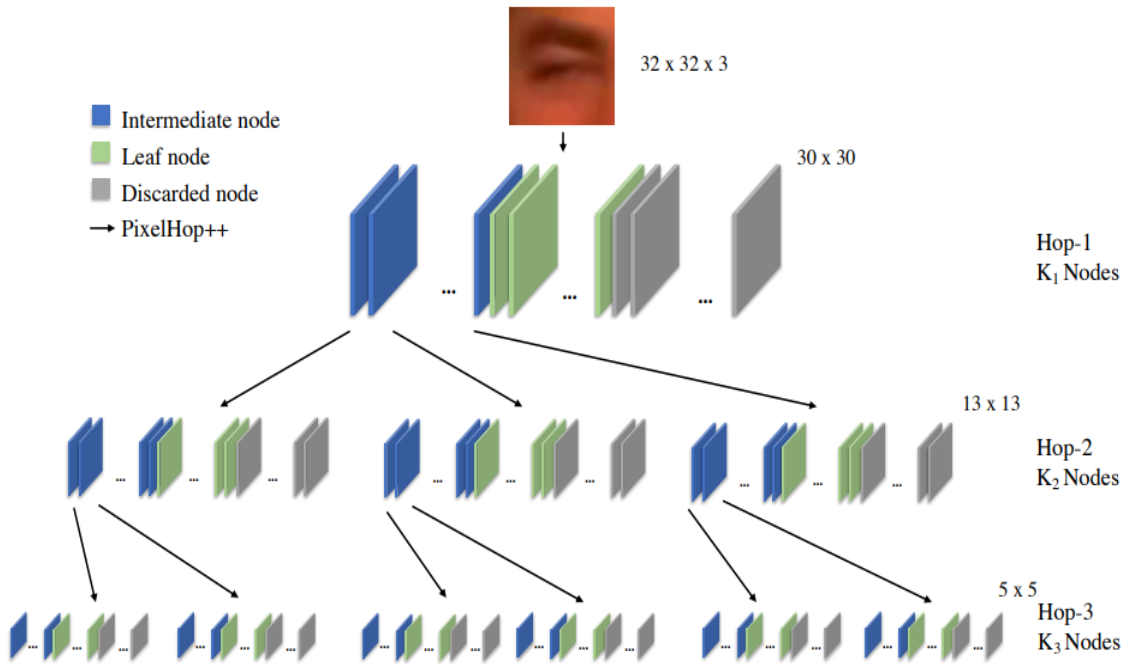 32 x 32 x 3
Intermediate node
Leaf node
Discarded node
PixelHop++
30 x 30
Hop-1
K₁ Nodes
... ... ...
13 x 13
Hop-2
K₂ Nodes
... ... ... ... ... ... ... ... ...
5 x 5
Hop-3
K₃ Nodes
... ... ... ... ... ... ... ... ... ... ... ... ... ... ... ... ... ...